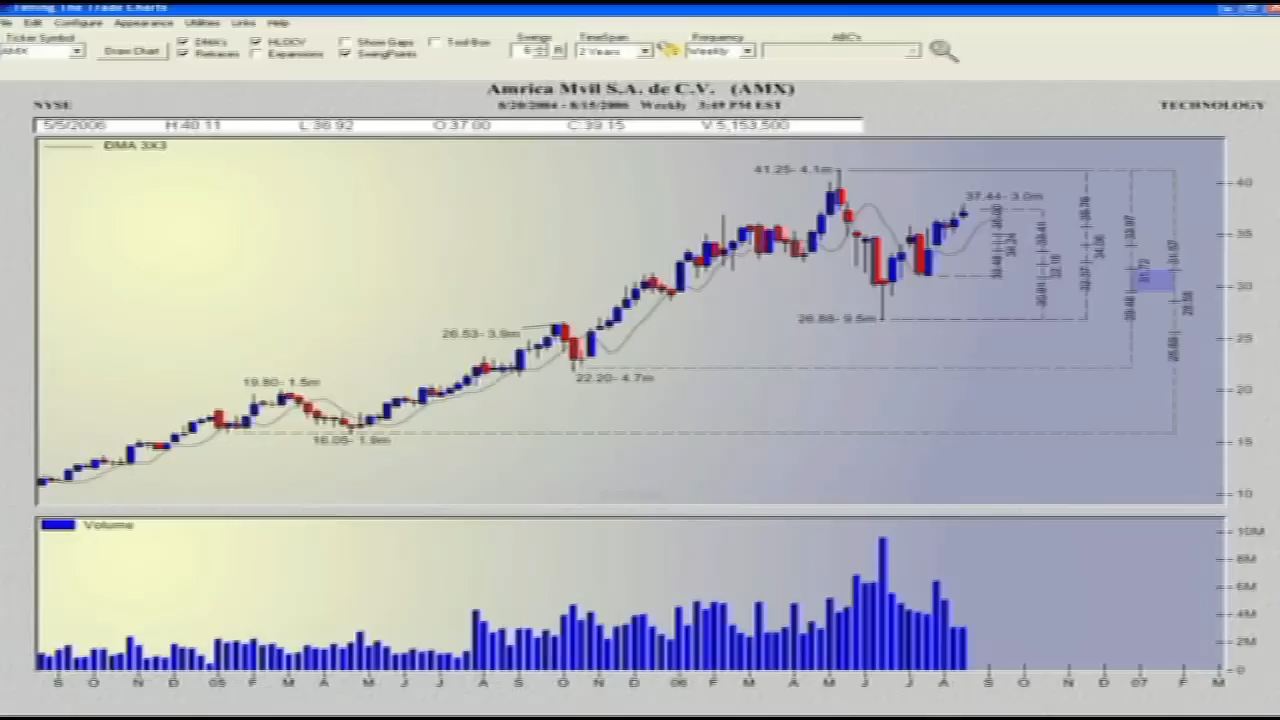 Timing The Trade Charts
File Edit Configure Appearance Utilities Links Help
Ticker Symbol
AMX
Draw Chart
DMA's
HLOCV
Show Gaps
Tool Box
Retraces
Expansions
SwingPoints
Swings
6
R
TimeSpan
2 Years
Frequency
Weekly
ABC's
Amrica Mvil S.A. de C.V. (AMX)
NYSE
8/20/2004 - 8/15/2006 Weekly 3:49 PM EST
TECHNOLOGY
5/5/2006 H:40.11 L:36.92 O:37.00 C:39.15 V:5,153,500
DMA 3X3
41.25- 4.1m
37.44- 3.0m
26.53- 3.9m
26.88- 9.5m
22.20- 4.7m
19.80- 1.5m
16.05- 1.9m
40
35
30
25
20
15
10
Volume
10M
8M
6M
4M
2M
0
S O N D 05 F M A M J J A S O N D 06 F M A M J J A S O N D 07 F M